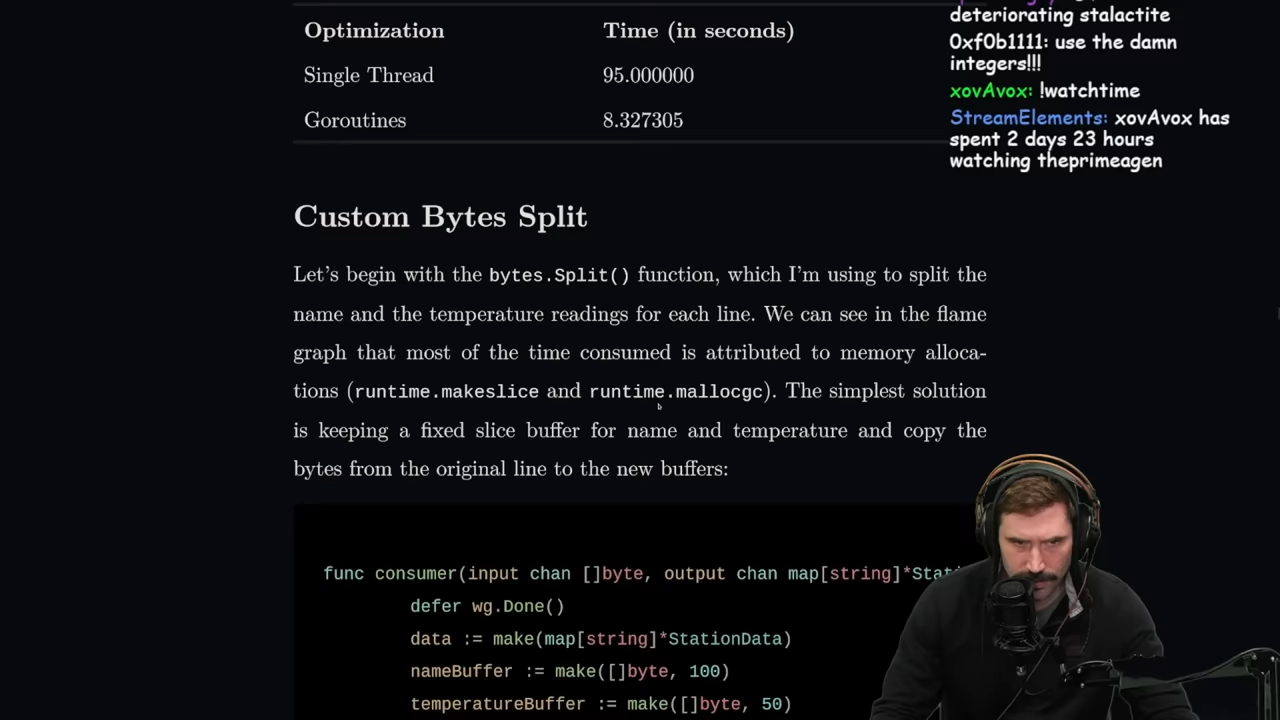 Optimization Time (in seconds)
Single Thread 95.000000
Goroutines 8.327305
Custom Bytes Split
Let's begin with the bytes.Split() function, which I'm using to split the
name and the temperature readings for each line. We can see in the flame
graph that most of the time consumed is attributed to memory alloca-
tions (runtime.makeslice and runtime.mallocgc). The simplest solution
is keeping a fixed slice buffer for name and temperature and copy the
bytes from the original line to the new buffers:
func consumer(input chan []byte, output chan map[string]*Stati
defer wg.Done()
data := make(map[string]*StationData)
nameBuffer := make([]byte, 100)
temperatureBuffer := make([]byte, 50)
deteriorating stalactite
0xf0b1111: use the damn
integers!!!
xovAvox: !watchtime
StreamElements: xovAvox has
spent 2 days 23 hours
watching theprimeagen